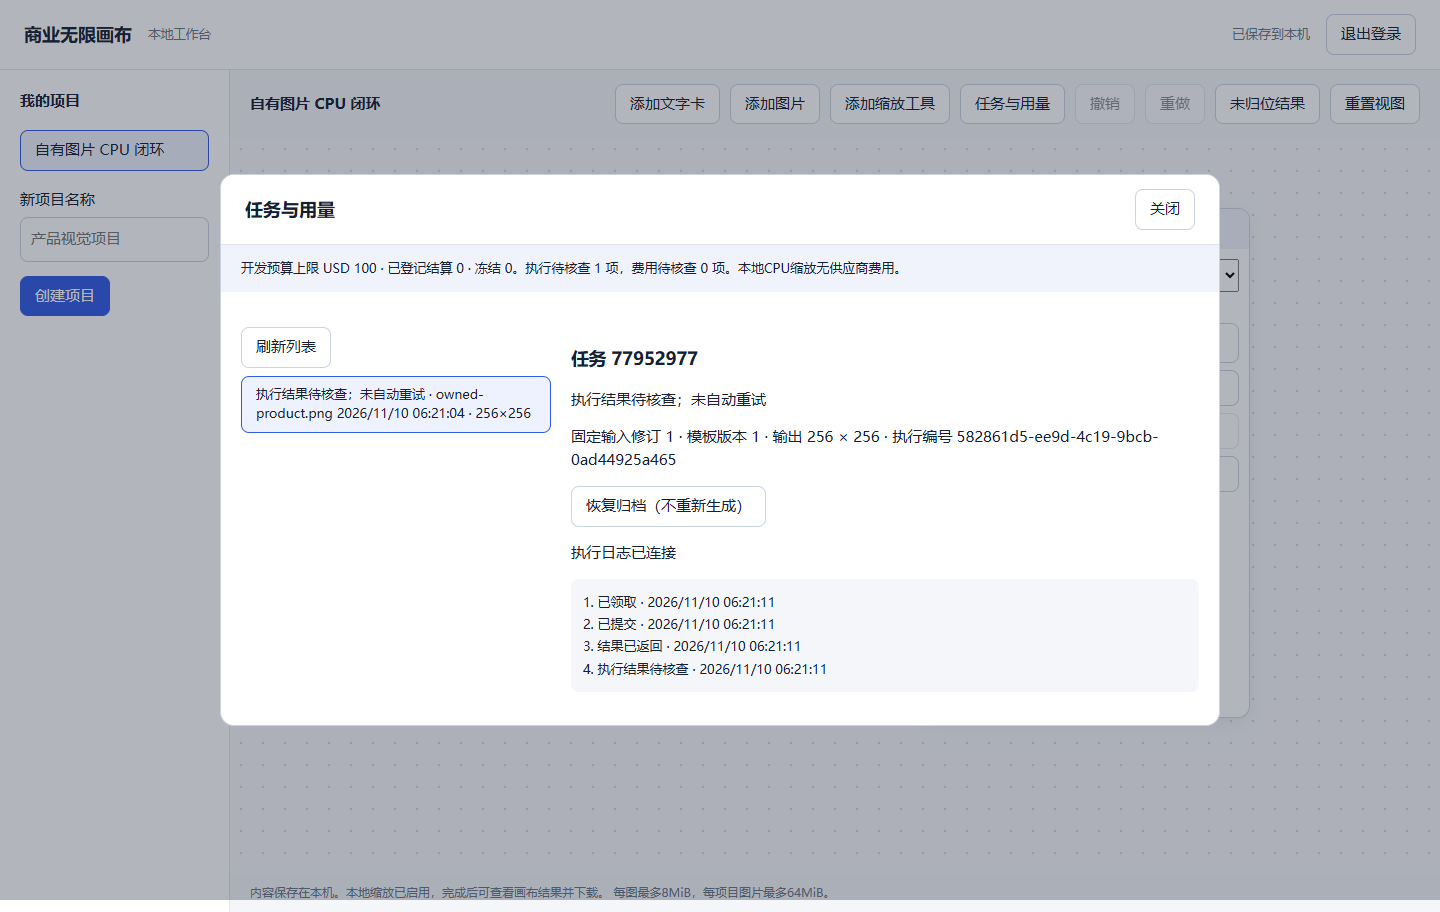 商业无限画布 本地工作台 已保存到本机 退出登录
我的项目
自有图片 CPU 闭环
新项目名称
产品视觉项目
创建项目
自有图片 CPU 闭环 添加文字卡 添加图片 添加缩放工具 任务与用量 撤销 重做 未归位结果 重置视图
任务与用量 关闭
开发预算上限 USD 100 · 已登记结算 0 · 冻结 0。执行待核查 1 项，费用待核查 0 项。本地CPU缩放无供应商费用。
刷新列表
执行结果待核查；未自动重试 · owned-
product.png 2026/11/10 06:21:04 · 256×256
任务 77952977
执行结果待核查；未自动重试
固定输入修订 1 · 模板版本 1 · 输出 256 × 256 · 执行编号 582861d5-ee9d-4c19-9bcb-
0ad44925a465
恢复归档（不重新生成）
执行日志已连接
1. 已领取 · 2026/11/10 06:21:11
2. 已提交 · 2026/11/10 06:21:11
3. 结果已返回 · 2026/11/10 06:21:11
4. 执行结果待核查 · 2026/11/10 06:21:11
内容保存在本机。本地缩放已启用，完成后可查看画布结果并下载。 每图最多8MiB，每项目图片最多64MiB。